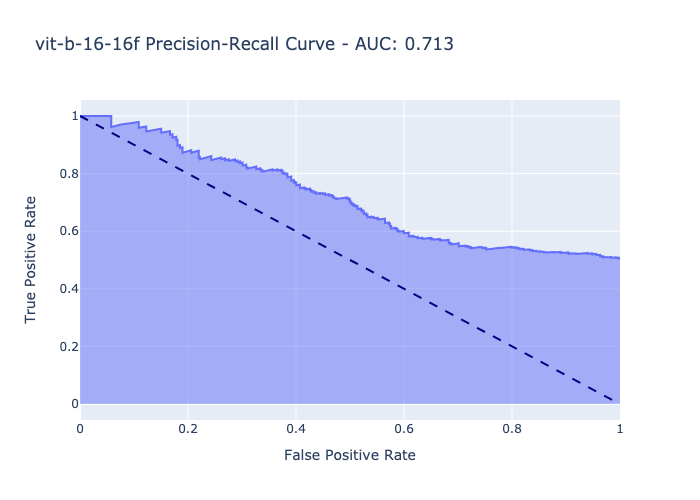 vit-b-16-16f Precision-Recall Curve - AUC: 0.713
True Positive Rate
1
0.8
0.6
0.4
0.2
0
0 0.2 0.4 0.6 0.8 1
False Positive Rate